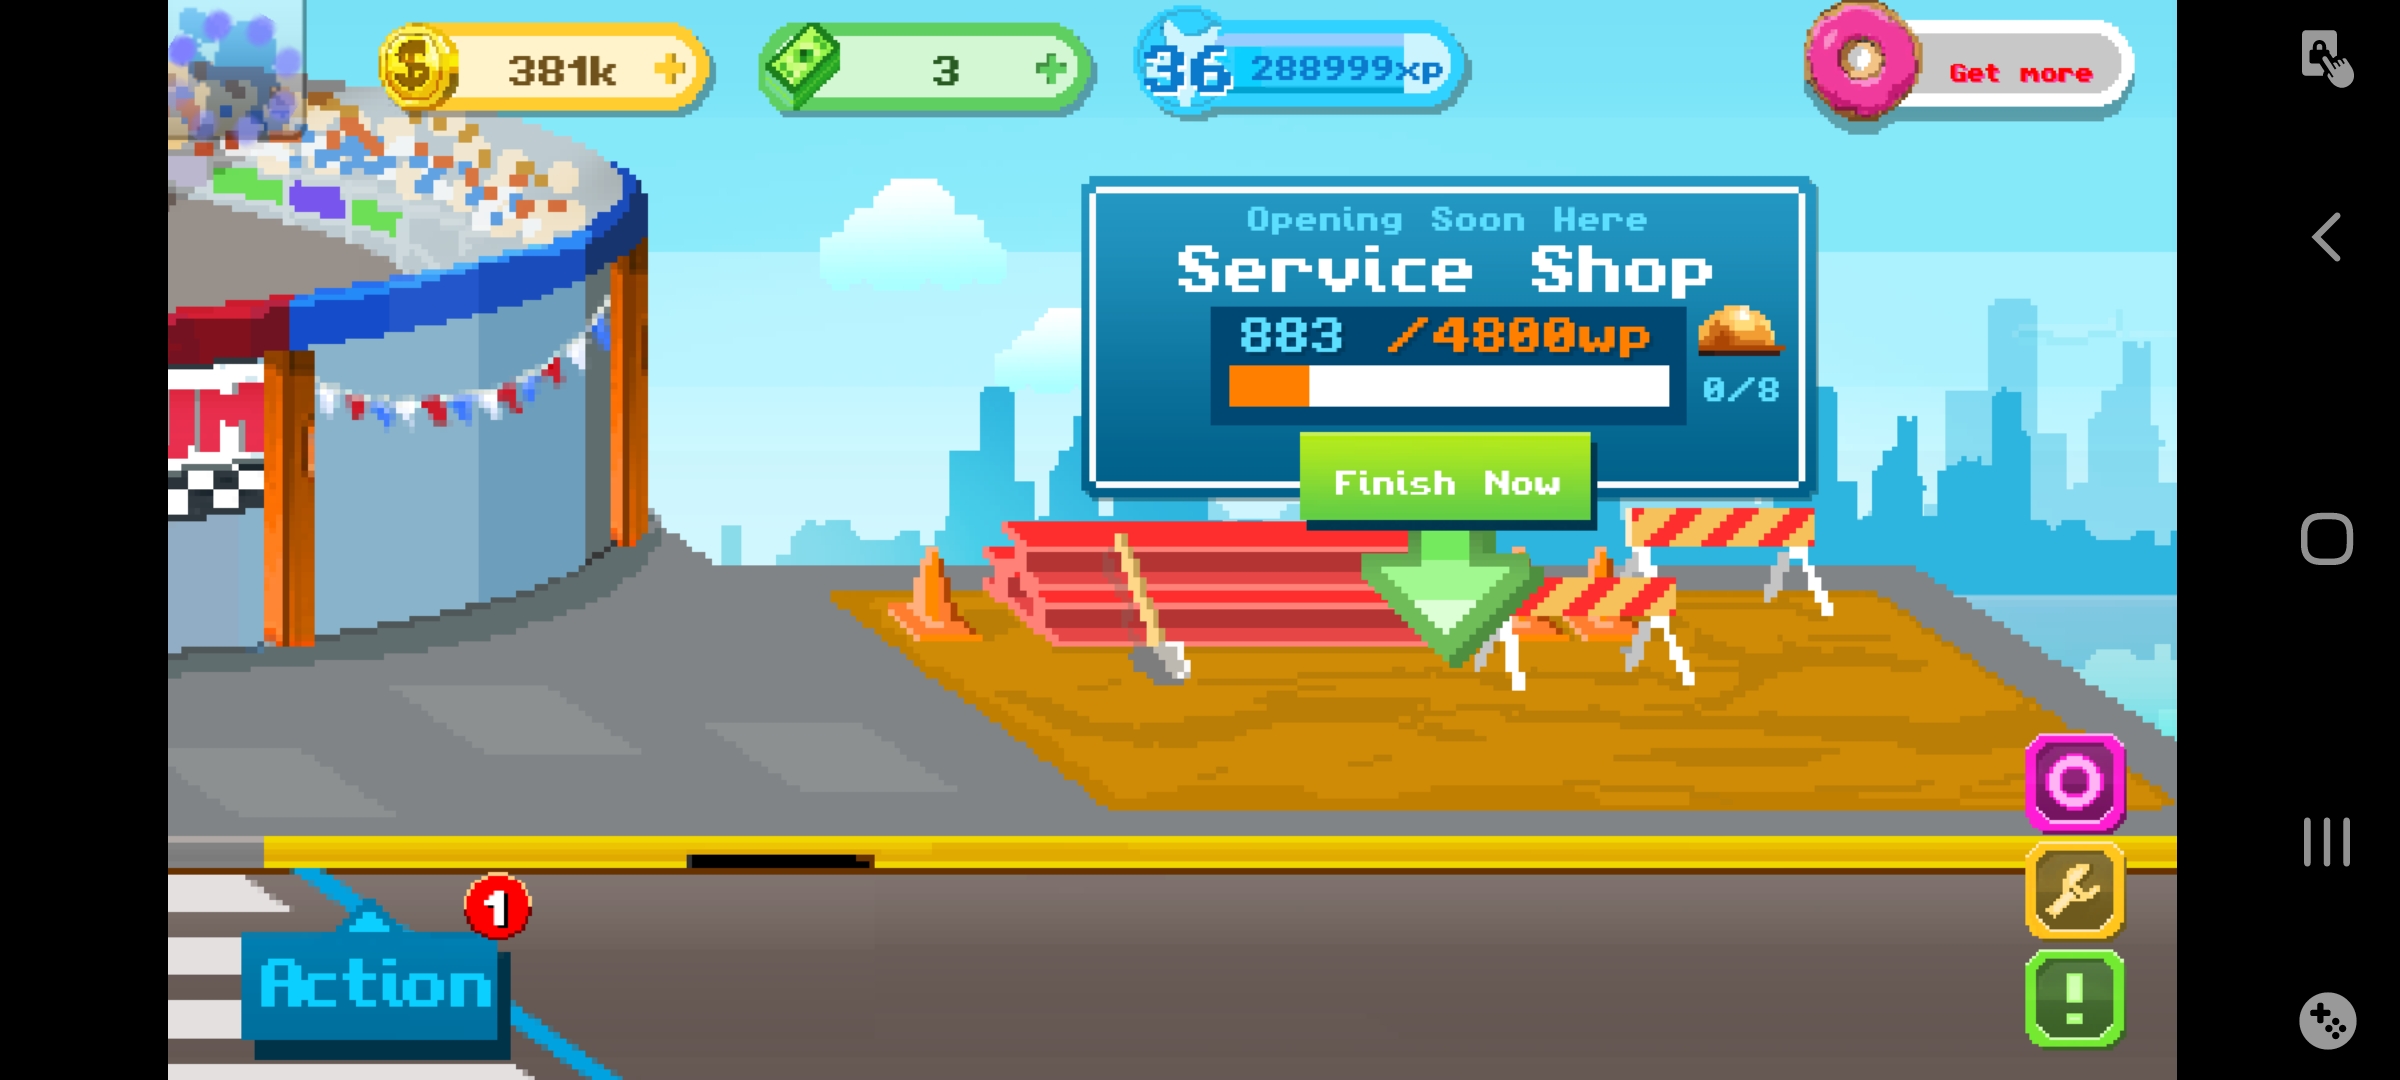 381k
3
36
288999xp
Get more
Opening Soon Here
Service Shop
883 /4800wp
0/8
Finish Now
1
Action